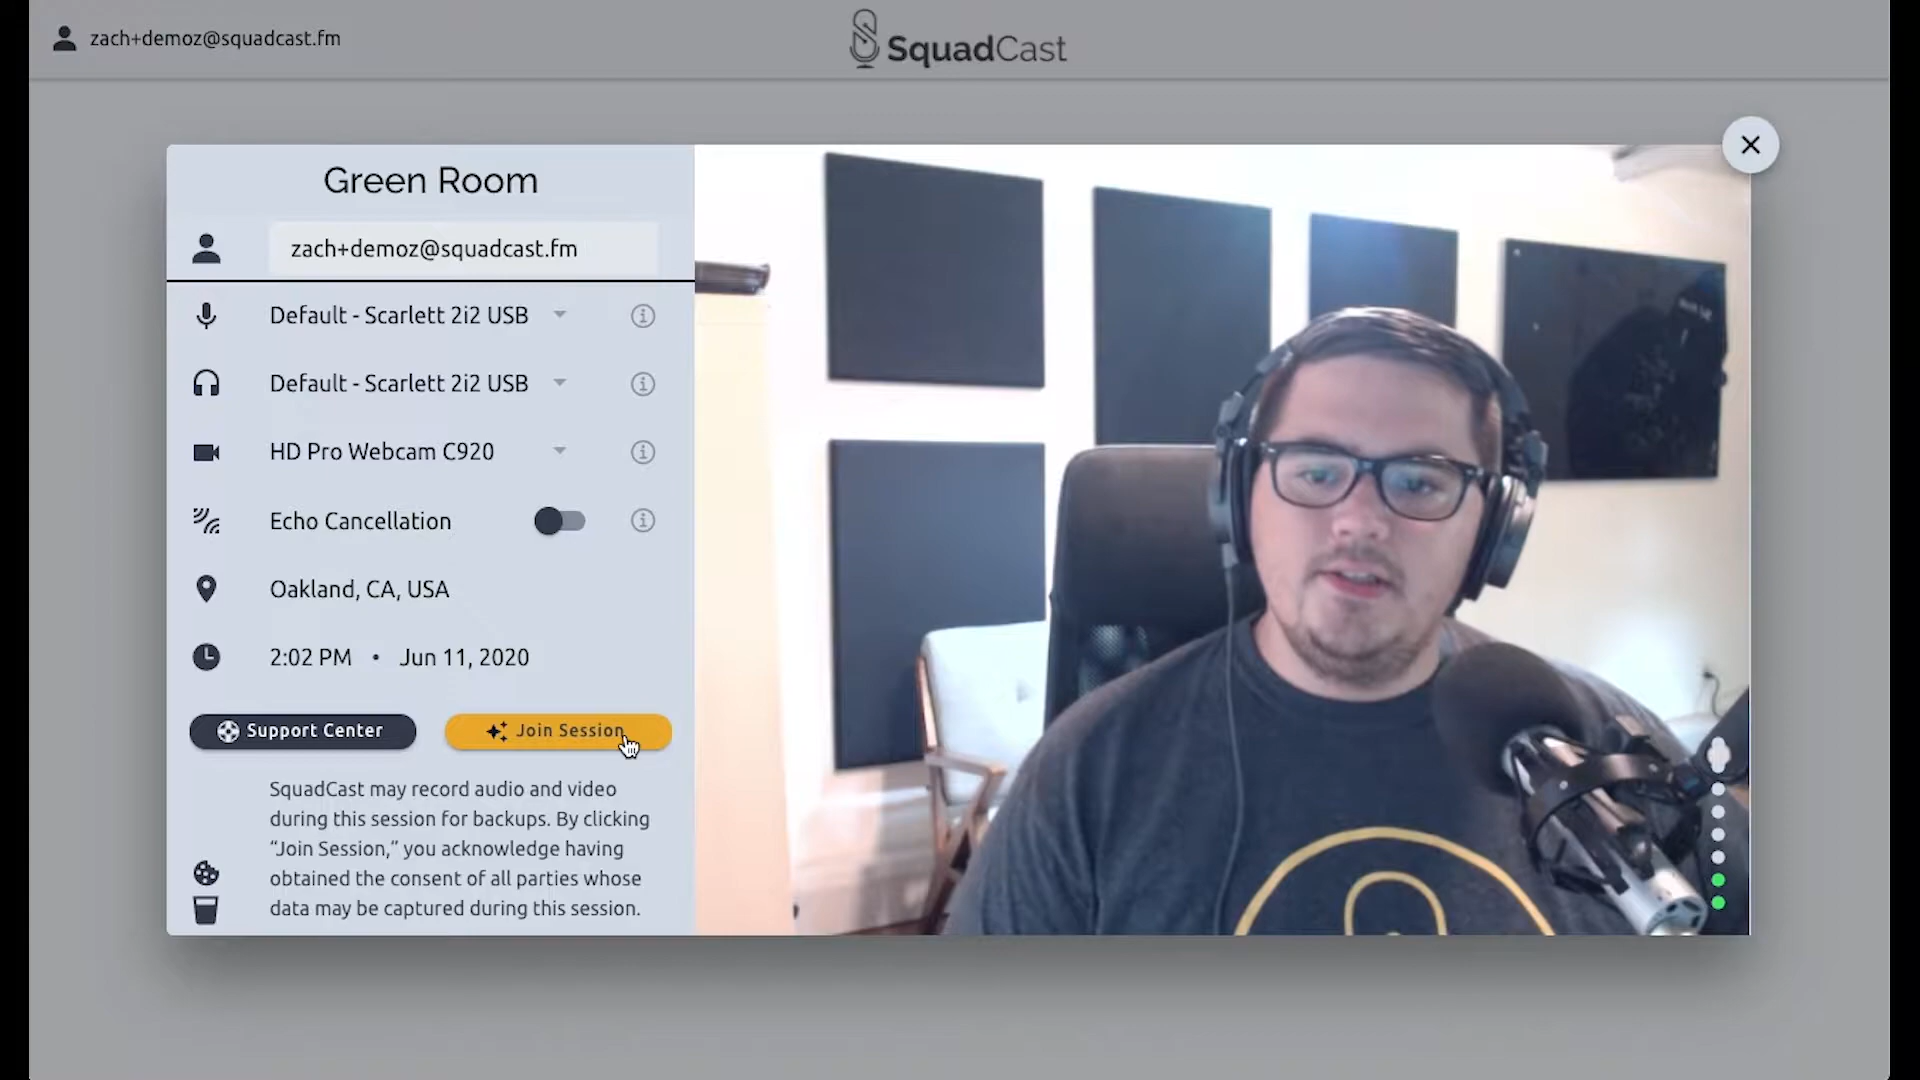 zach+demoz@squadcast.fm
SquadCast
Green Room
zach+demoz@squadcast.fm
Default - Scarlett 2i2 USB
Default - Scarlett 2i2 USB
HD Pro Webcam C920
Echo Cancellation
Oakland, CA, USA
2:02 PM • Jun 11, 2020
Support Center
Join Session
SquadCast may record audio and video
during this session for backups. By clicking
“Join Session,” you acknowledge having
obtained the consent of all parties whose
data may be captured during this session.